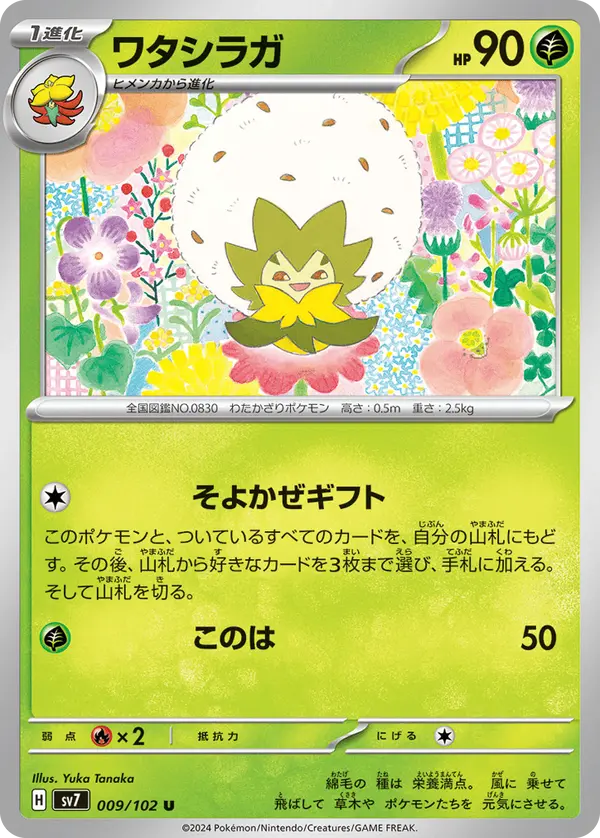 1進化
ワタシラガ
HP 90
ヒメンカから進化
全国図鑑NO.0830 わたかざりポケモン 高さ:0.5m 重さ:2.5kg
そよかぜギフト
このポケモンと、ついているすべてのカードを、自分の山札にもど
す。その後、山札から好きなカードを3枚まで選び、手札に加える。
そして山札を切る。
このは 50
弱点 ×2 抵抗力 にげる
Illus. Yuka Tanaka
綿毛の 種は 栄養満点。風に 乗せて
飛ばして 草木や ポケモンたちを 元気にさせる。
H sv7 009/102 U
©2024 Pokémon/Nintendo/Creatures/GAME FREAK.